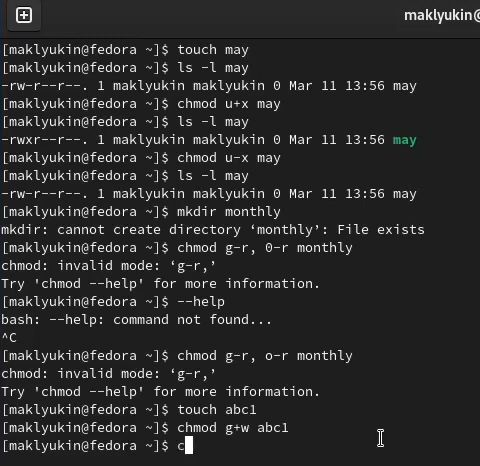 maklyukin@
[maklyukin@fedora ~]$ touch may
[maklyukin@fedora ~]$ ls -l may
-rw-r--r--. 1 maklyukin maklyukin 0 Mar 11 13:56 may
[maklyukin@fedora ~]$ chmod u+x may
[maklyukin@fedora ~]$ ls -l may
-rwxr--r--. 1 maklyukin maklyukin 0 Mar 11 13:56 may
[maklyukin@fedora ~]$ chmod u-x may
[maklyukin@fedora ~]$ ls -l may
-rw-r--r--. 1 maklyukin maklyukin 0 Mar 11 13:56 may
[maklyukin@fedora ~]$ mkdir monthly
mkdir: cannot create directory ‘monthly’: File exists
[maklyukin@fedora ~]$ chmod g-r, 0-r monthly
chmod: invalid mode: ‘g-r,’
Try 'chmod --help' for more information.
[maklyukin@fedora ~]$ --help
bash: --help: command not found...
^C
[maklyukin@fedora ~]$ chmod g-r, o-r monthly
chmod: invalid mode: ‘g-r,’
Try 'chmod --help' for more information.
[maklyukin@fedora ~]$ touch abc1
[maklyukin@fedora ~]$ chmod g+w abc1
[maklyukin@fedora ~]$ c